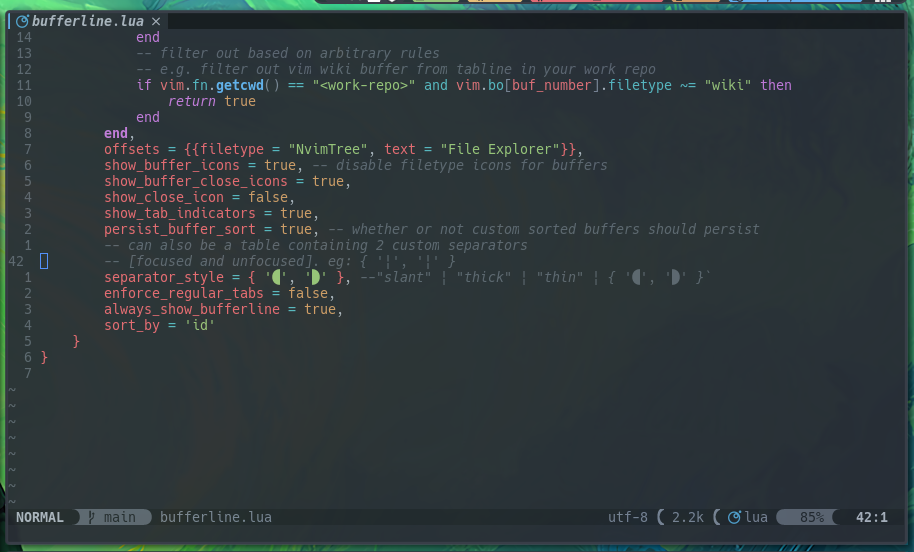 bufferline.lua ×
14 end
13 -- filter out based on arbitrary rules
12 -- e.g. filter out vim wiki buffer from tabline in your work repo
11 if vim.fn.getcwd() == "<work-repo>" and vim.bo[buf_number].filetype ~= "wiki" then
10 return true
9 end
8 end,
7 offsets = {{filetype = "NvimTree", text = "File Explorer"}},
6 show_buffer_icons = true, -- disable filetype icons for buffers
5 show_buffer_close_icons = true,
4 show_close_icon = false,
3 show_tab_indicators = true,
2 persist_buffer_sort = true, -- whether or not custom sorted buffers should persist
1 -- can also be a table containing 2 custom separators
42 -- [focused and unfocused]. eg: { '¦', '¦' }
1 separator_style = { '', '' }, --"slant" ¦ "thick" ¦ "thin" ¦ { '', '' }`
2 enforce_regular_tabs = false,
3 always_show_bufferline = true,
4 sort_by = 'id'
5 }
6 }
7
~
~
~
~
~
~
~
~
NORMAL main bufferline.lua utf-8 2.2k lua 85% 42:1